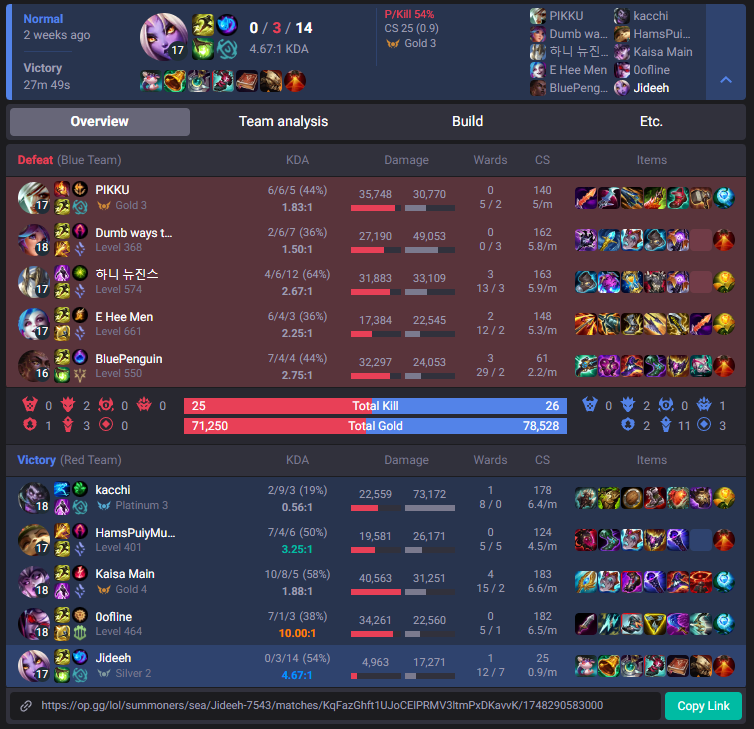 Normal
2 weeks ago
Victory
27m 49s
17
0 / 3 / 14
4.67:1 KDA
P/Kill 54%
CS 25 (0.9)
Gold 3
PIKKU
Dumb wa...
하니 뉴진...
E Hee Men
BluePeng...
kacchi
HamsPui...
Kaisa Main
0ofline
Jideeh
Overview Team analysis Build Etc.
Defeat (Blue Team) KDA Damage Wards CS Items
17 PIKKU 6/6/5 (44%) 35,748 30,770 0 140
Gold 3 1.83:1 5 / 2 5/m
18 Dumb ways t... 2/6/7 (36%) 27,190 49,053 0 162
Level 368 1.50:1 0 / 3 5.8/m
17 하니 뉴진스 4/6/12 (64%) 31,883 33,109 3 163
Level 574 2.67:1 13 / 3 5.9/m
17 E Hee Men 6/4/3 (36%) 17,384 22,545 2 148
Level 661 2.25:1 12 / 2 5.3/m
16 BluePenguin 7/4/4 (44%) 32,297 24,053 3 61
Level 550 2.75:1 29 / 2 2.2/m
0 2 0 0 25 Total Kill 26 0 2 0 1
1 3 0 71,250 Total Gold 78,528 2 11 3
Victory (Red Team) KDA Damage Wards CS Items
18 kacchi 2/9/3 (19%) 22,559 73,172 1 178
Platinum 3 0.56:1 8 / 0 6.4/m
17 HamsPuiyMu... 7/4/6 (50%) 19,581 26,171 0 124
Level 401 3.25:1 5 / 5 4.5/m
18 Kaisa Main 10/8/5 (58%) 40,563 31,251 4 183
Gold 4 1.88:1 15 / 2 6.6/m
18 0ofline 7/1/3 (38%) 34,261 22,560 0 182
Level 464 10.00:1 5 / 1 6.5/m
17 Jideeh 0/3/14 (54%) 4,963 17,271 1 25
Silver 2 4.67:1 12 / 7 0.9/m
https://op.gg/lol/summoners/sea/Jideeh-7543/matches/KqFazGhft1UJoCEIPRMV3ltmPxDKavvK/1748290583000 Copy Link